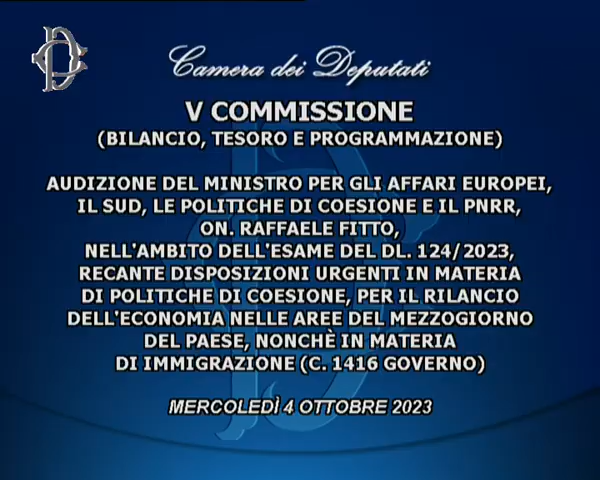 Camera dei Deputati
V COMMISSIONE
(BILANCIO, TESORO E PROGRAMMAZIONE)
AUDIZIONE DEL MINISTRO PER GLI AFFARI EUROPEI,
IL SUD, LE POLITICHE DI COESIONE E IL PNRR,
ON. RAFFAELE FITTO,
NELL'AMBITO DELL'ESAME DEL DL. 124/2023,
RECANTE DISPOSIZIONI URGENTI IN MATERIA
DI POLITICHE DI COESIONE, PER IL RILANCIO
DELL'ECONOMIA NELLE AREE DEL MEZZOGIORNO
DEL PAESE, NONCHÈ IN MATERIA
DI IMMIGRAZIONE (C. 1416 GOVERNO)
MERCOLEDÌ 4 OTTOBRE 2023